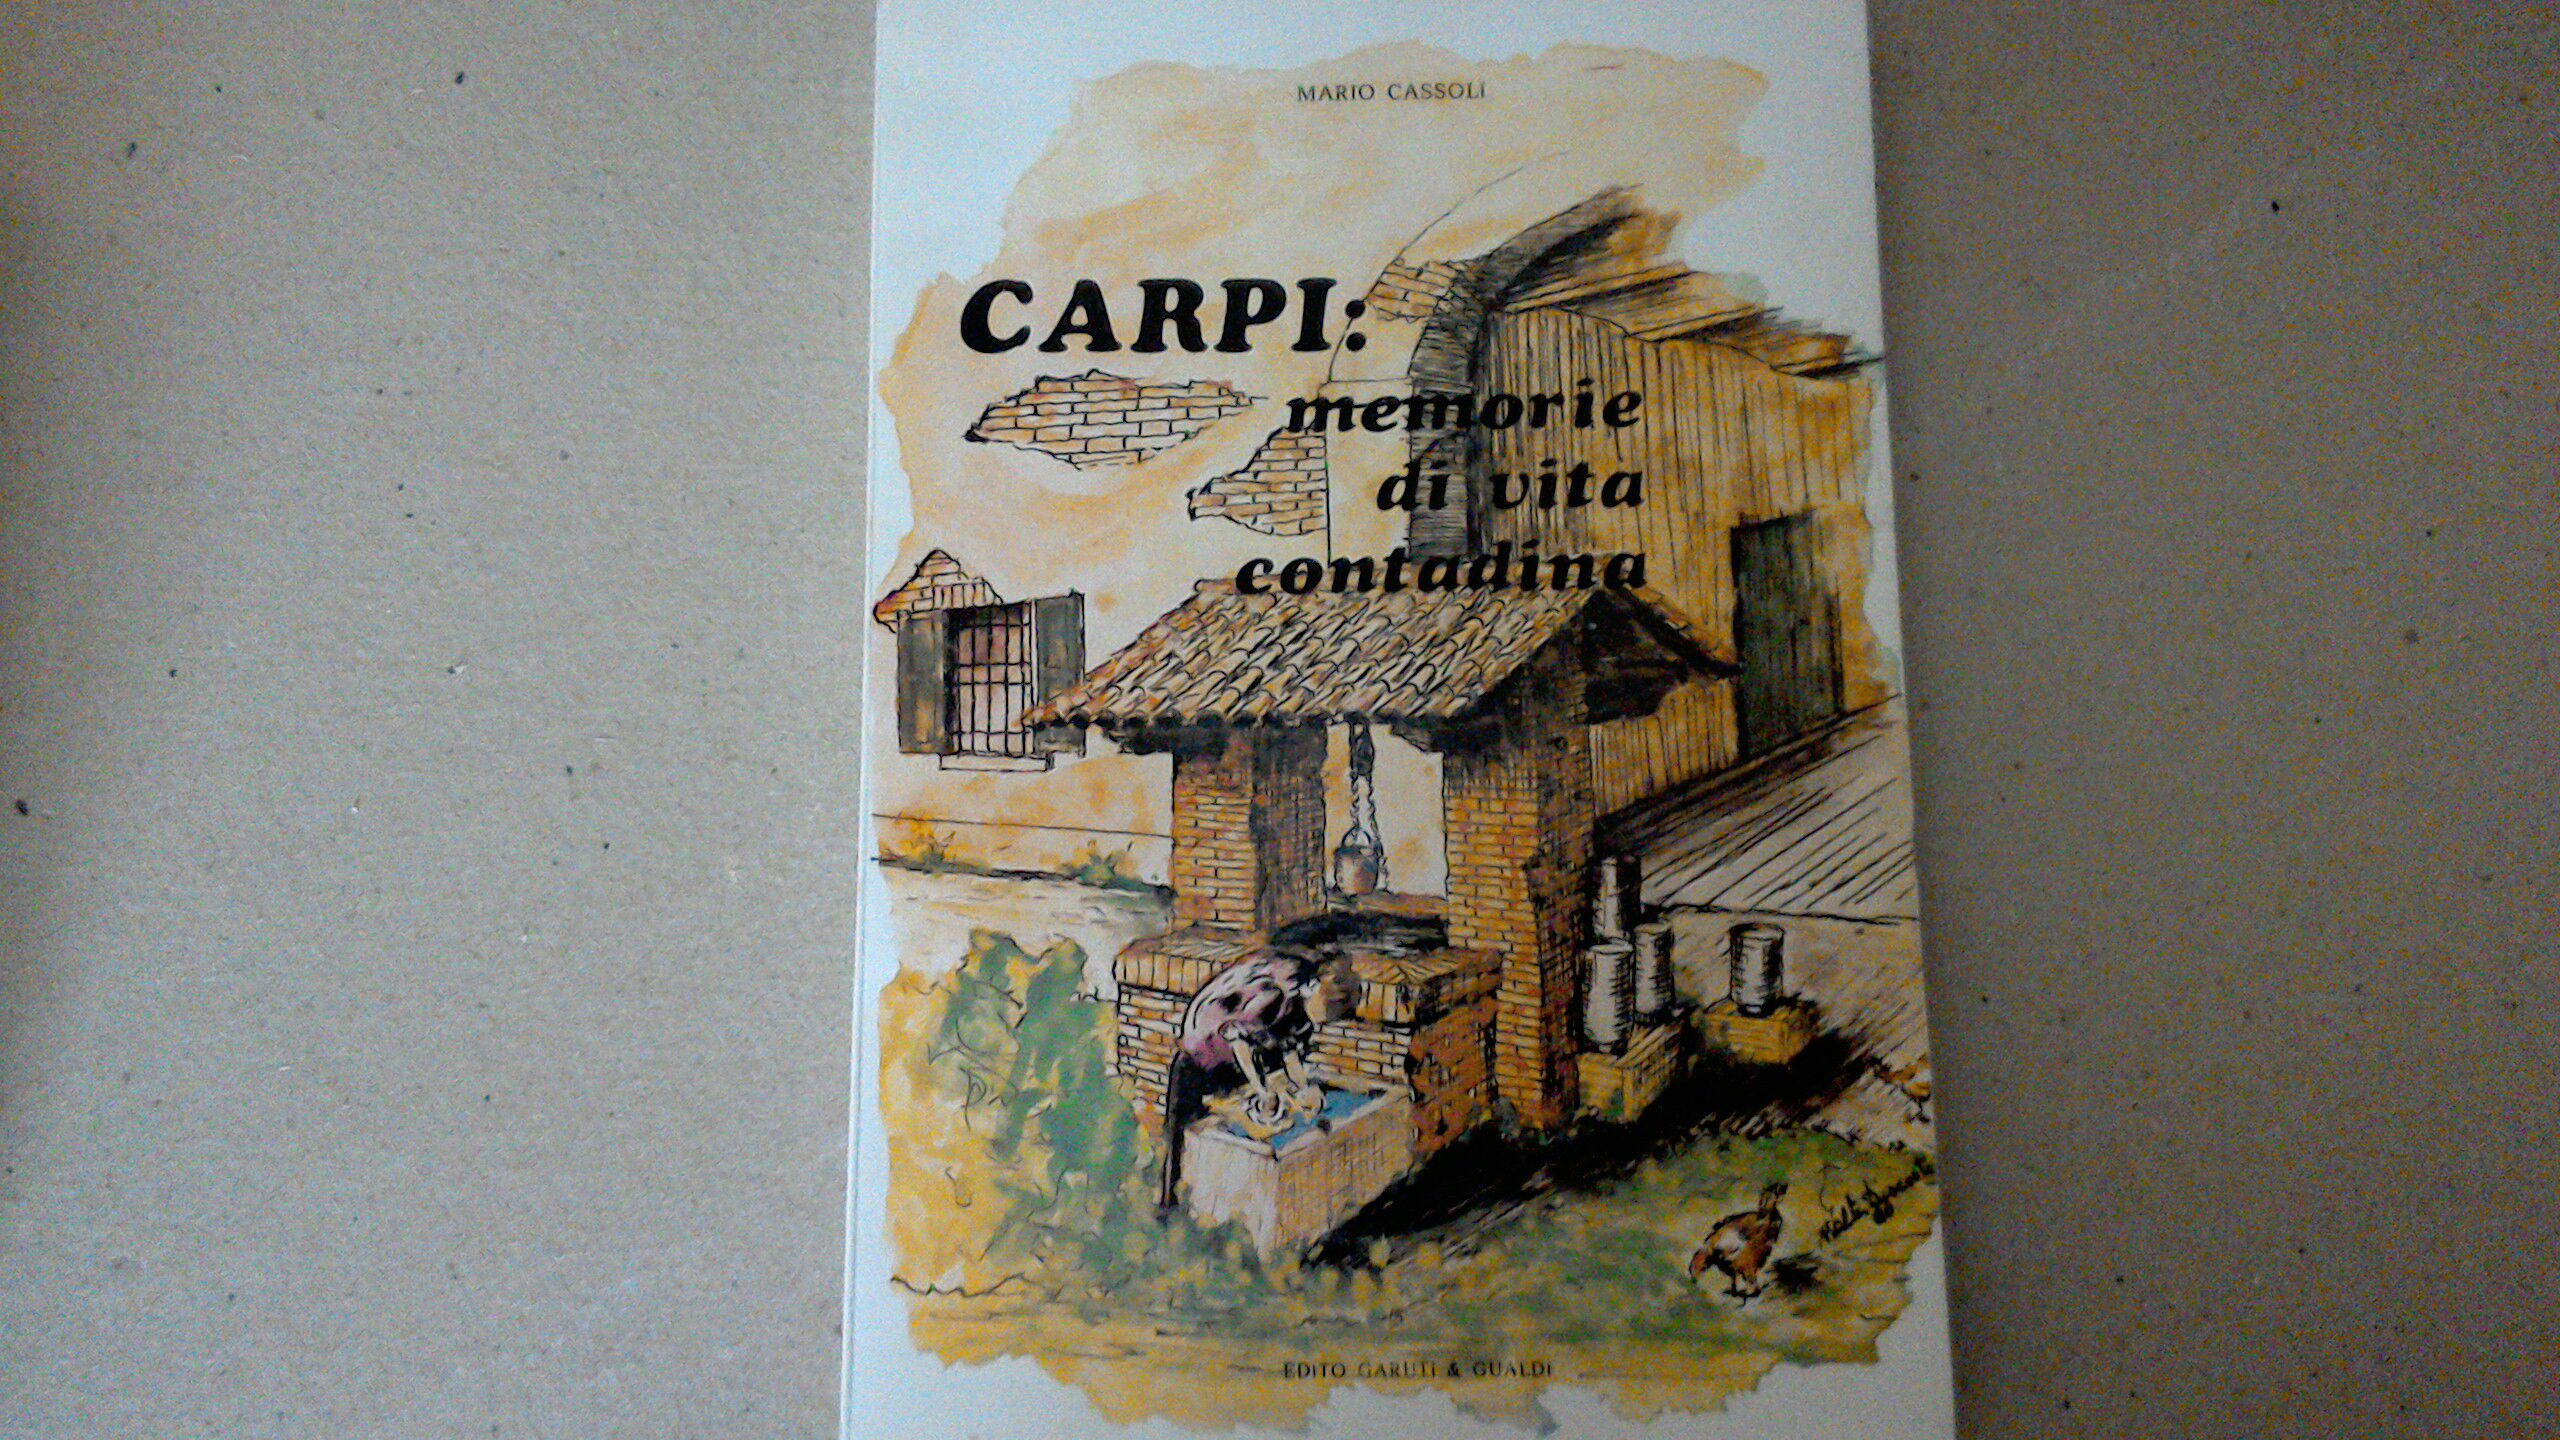 MARIO CASSOLI
CARPI:
memorie
di vita
contadina
EDITO GARUTI & GUALDI